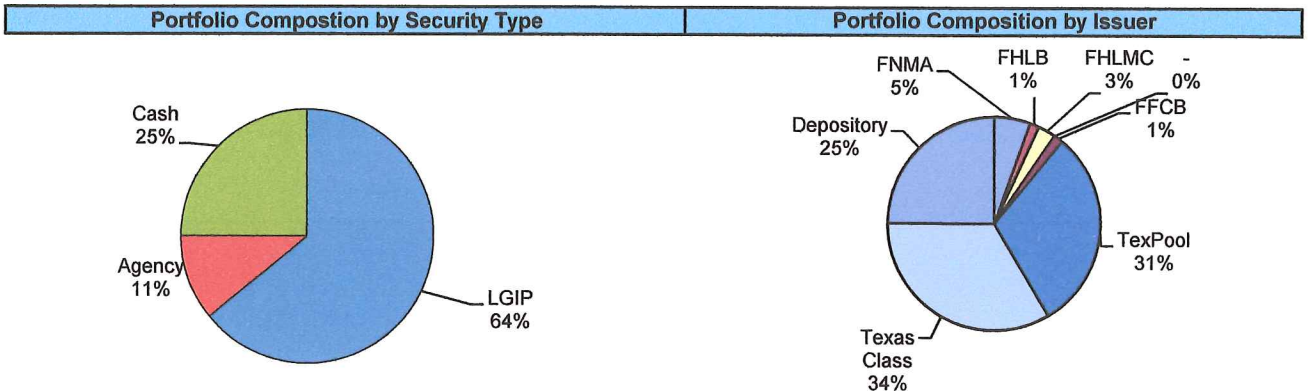 Portfolio Compostion by Security Type
Portfolio Composition by Issuer
Cash
25%
Agency
11%
LGIP
64%
FNMA
5%
FHLB
1%
FHLMC
3%
-
0%
FFCB
1%
Depository
25%
TexPool
31%
Texas
Class
34%